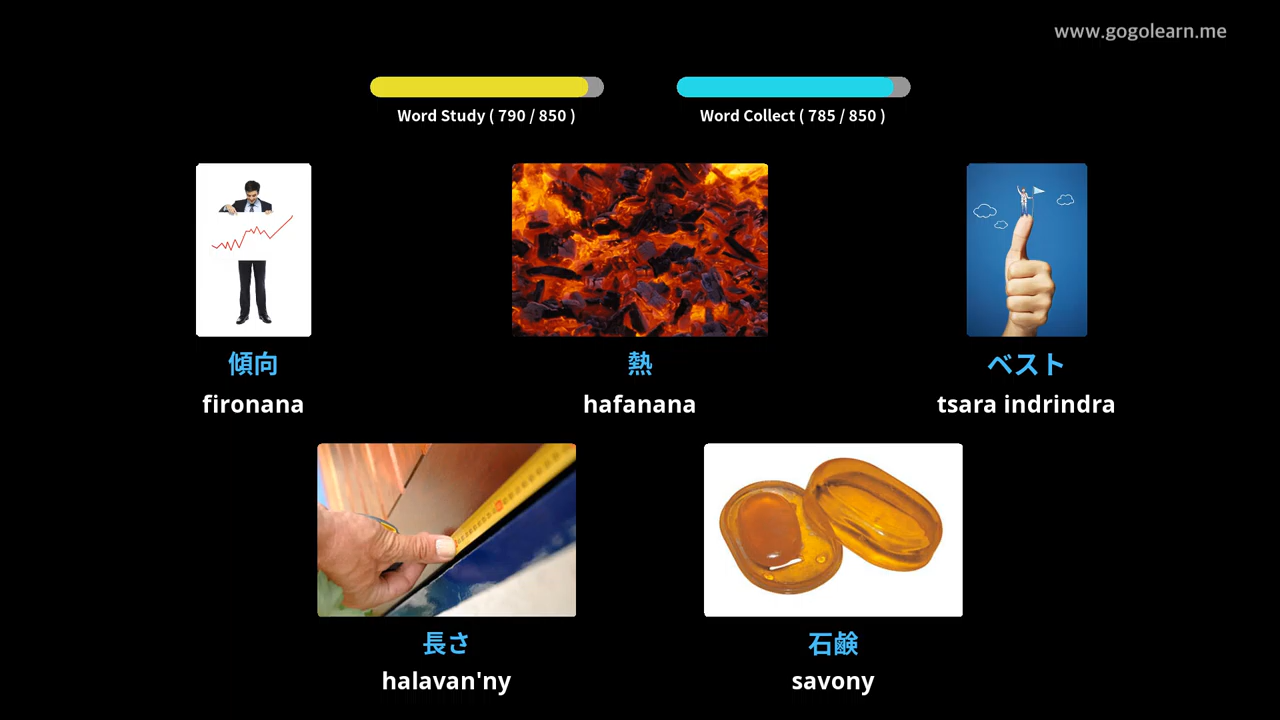 www.gogolearn.me
Word Study ( 790 / 850 )
Word Collect ( 785 / 850 )
傾向
熱
ベスト
fironana
hafanana
tsara indrindra
長さ
石鹸
halavan'ny
savony